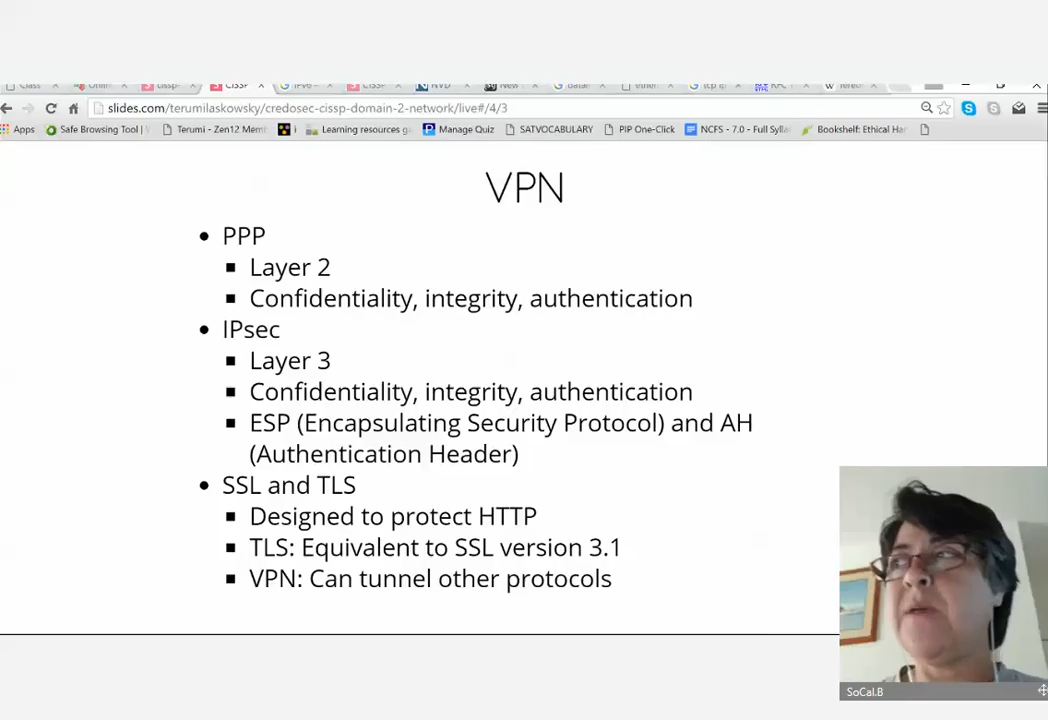 slides.com/terumilaskowsky/credosec-cissp-domain-2-network/live#/4/3
Apps Safe Browsing Tool | Terumi - Zen12 Mem Learning resources Manage Quiz SATVOCABULARY PIP One-Click NCFS - 7.0 - Full Sylla Bookshelf: Ethical Ha
VPN
PPP
Layer 2
Confidentiality, integrity, authentication
IPsec
Layer 3
Confidentiality, integrity, authentication
ESP (Encapsulating Security Protocol) and AH
(Authentication Header)
SSL and TLS
Designed to protect HTTP
TLS: Equivalent to SSL version 3.1
VPN: Can tunnel other protocols
SoCal.B